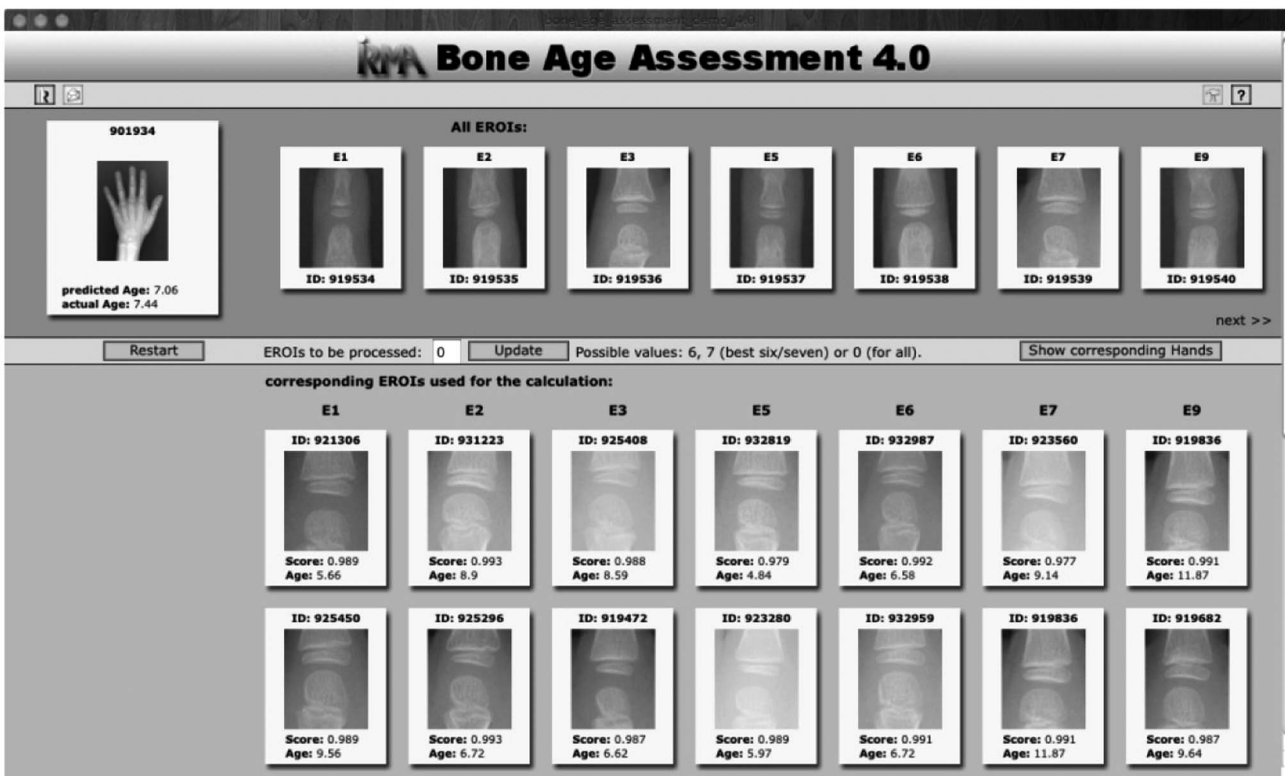 bone_age_assessment_demo_4.0
IRMA Bone Age Assessment 4.0
?
901934
predicted Age: 7.06
actual Age: 7.44
All EROIs:
E1 E2 E3 E5 E6 E7 E9
ID: 919534 ID: 919535 ID: 919536 ID: 919537 ID: 919538 ID: 919539 ID: 919540
next >>
Restart EROIs to be processed: 0 Update Possible values: 6, 7 (best six/seven) or 0 (for all). Show corresponding Hands
corresponding EROIs used for the calculation:
E1 E2 E3 E5 E6 E7 E9
ID: 921306 ID: 931223 ID: 925408 ID: 932819 ID: 932987 ID: 923560 ID: 919836
Score: 0.989 Score: 0.993 Score: 0.988 Score: 0.979 Score: 0.992 Score: 0.977 Score: 0.991
Age: 5.66 Age: 8.9 Age: 8.59 Age: 4.84 Age: 6.58 Age: 9.14 Age: 11.87
ID: 925450 ID: 925296 ID: 919472 ID: 923280 ID: 932959 ID: 919836 ID: 919682
Score: 0.989 Score: 0.993 Score: 0.987 Score: 0.989 Score: 0.991 Score: 0.991 Score: 0.987
Age: 9.56 Age: 6.72 Age: 6.62 Age: 5.97 Age: 6.72 Age: 11.87 Age: 9.64